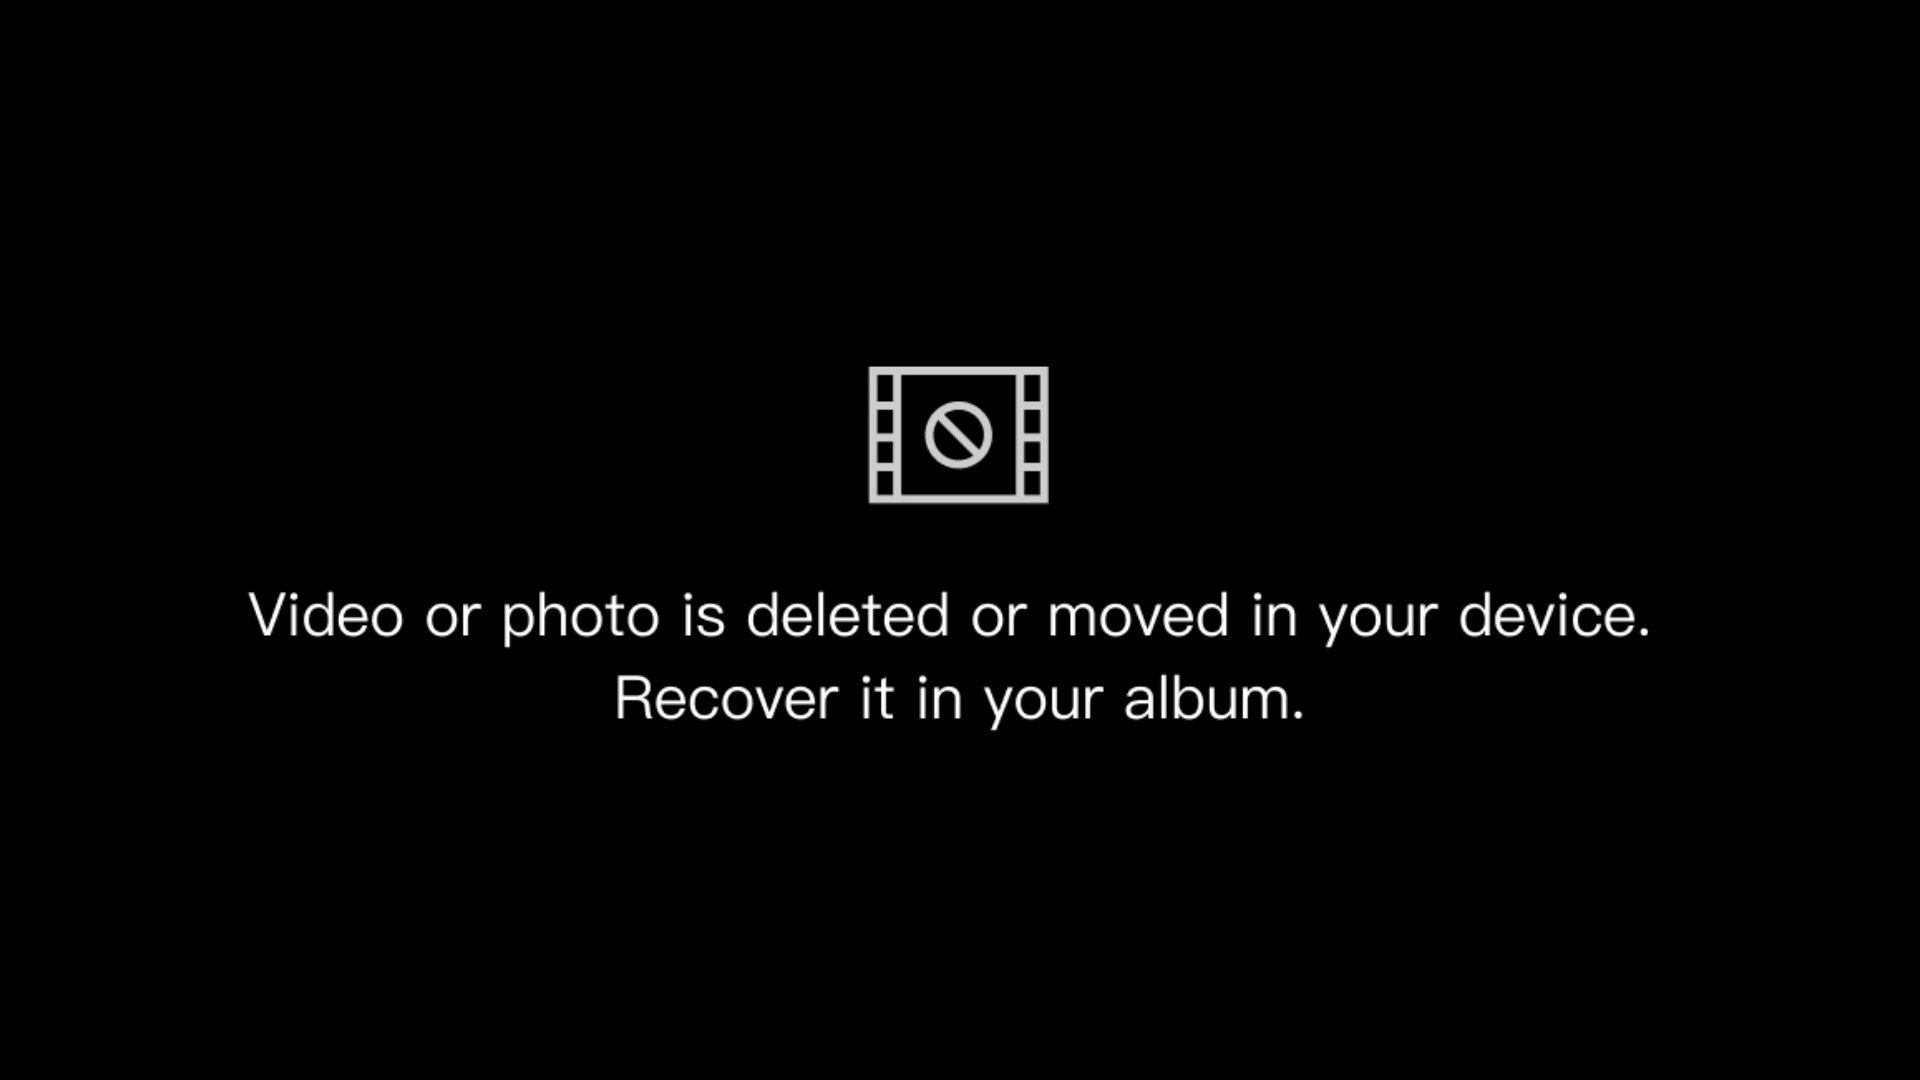 Video or photo is deleted or moved in your device.
Recover it in your album.